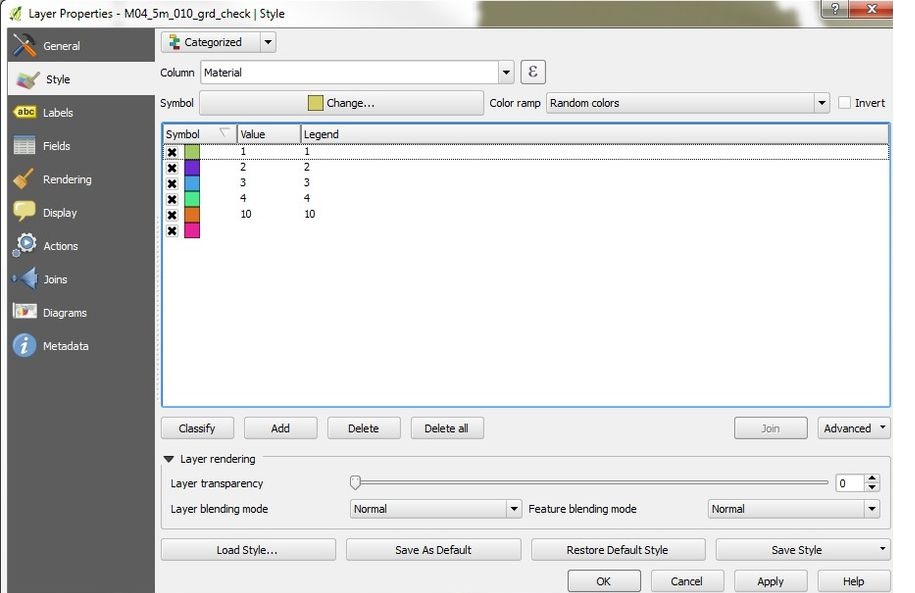 Layer Properties - M04_5m_010_grd_check | Style
?
General
Style
abc Labels
Fields
Rendering
Display
Actions
Joins
Diagrams
Metadata
Categorized
Column Material ε
Symbol Change... Color ramp Random colors Invert
Symbol Value Legend
1 1
2 2
3 3
4 4
10 10
Classify Add Delete Delete all Join Advanced
Layer rendering
Layer transparency 0
Layer blending mode Normal Feature blending mode Normal
Load Style... Save As Default Restore Default Style Save Style
OK Cancel Apply Help